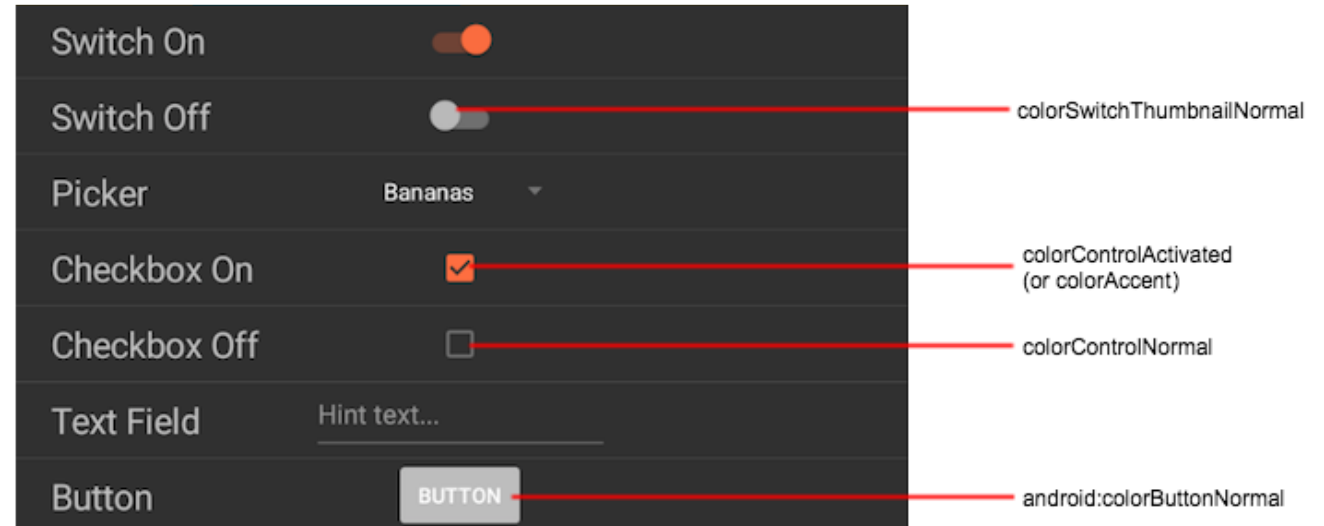 Switch On
Switch Off
colorSwitchThumbnailNormal
Picker
Bananas
Checkbox On
colorControlActivated
(or colorAccent)
Checkbox Off
colorControlNormal
Text Field
Hint text...
Button
BUTTON
android:colorButtonNormal